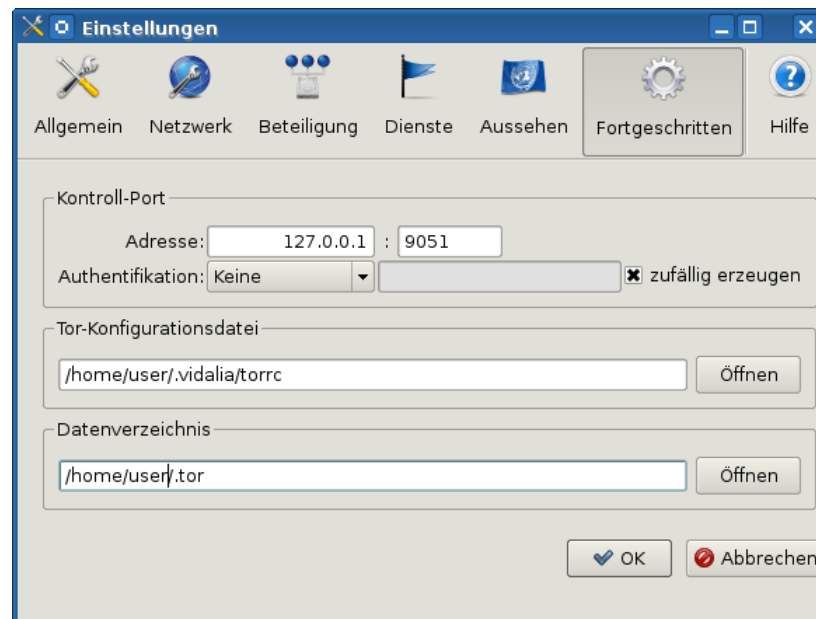 Einstellungen
Allgemein Netzwerk Beteiligung Dienste Aussehen Fortgeschritten Hilfe
Kontroll-Port
Adresse: 127.0.0.1 : 9051
Authentifikation: Keine zufällig erzeugen
Tor-Konfigurationsdatei
/home/user/.vidalia/torrc Öffnen
Datenverzeichnis
/home/user/.tor Öffnen
OK Abbrechen